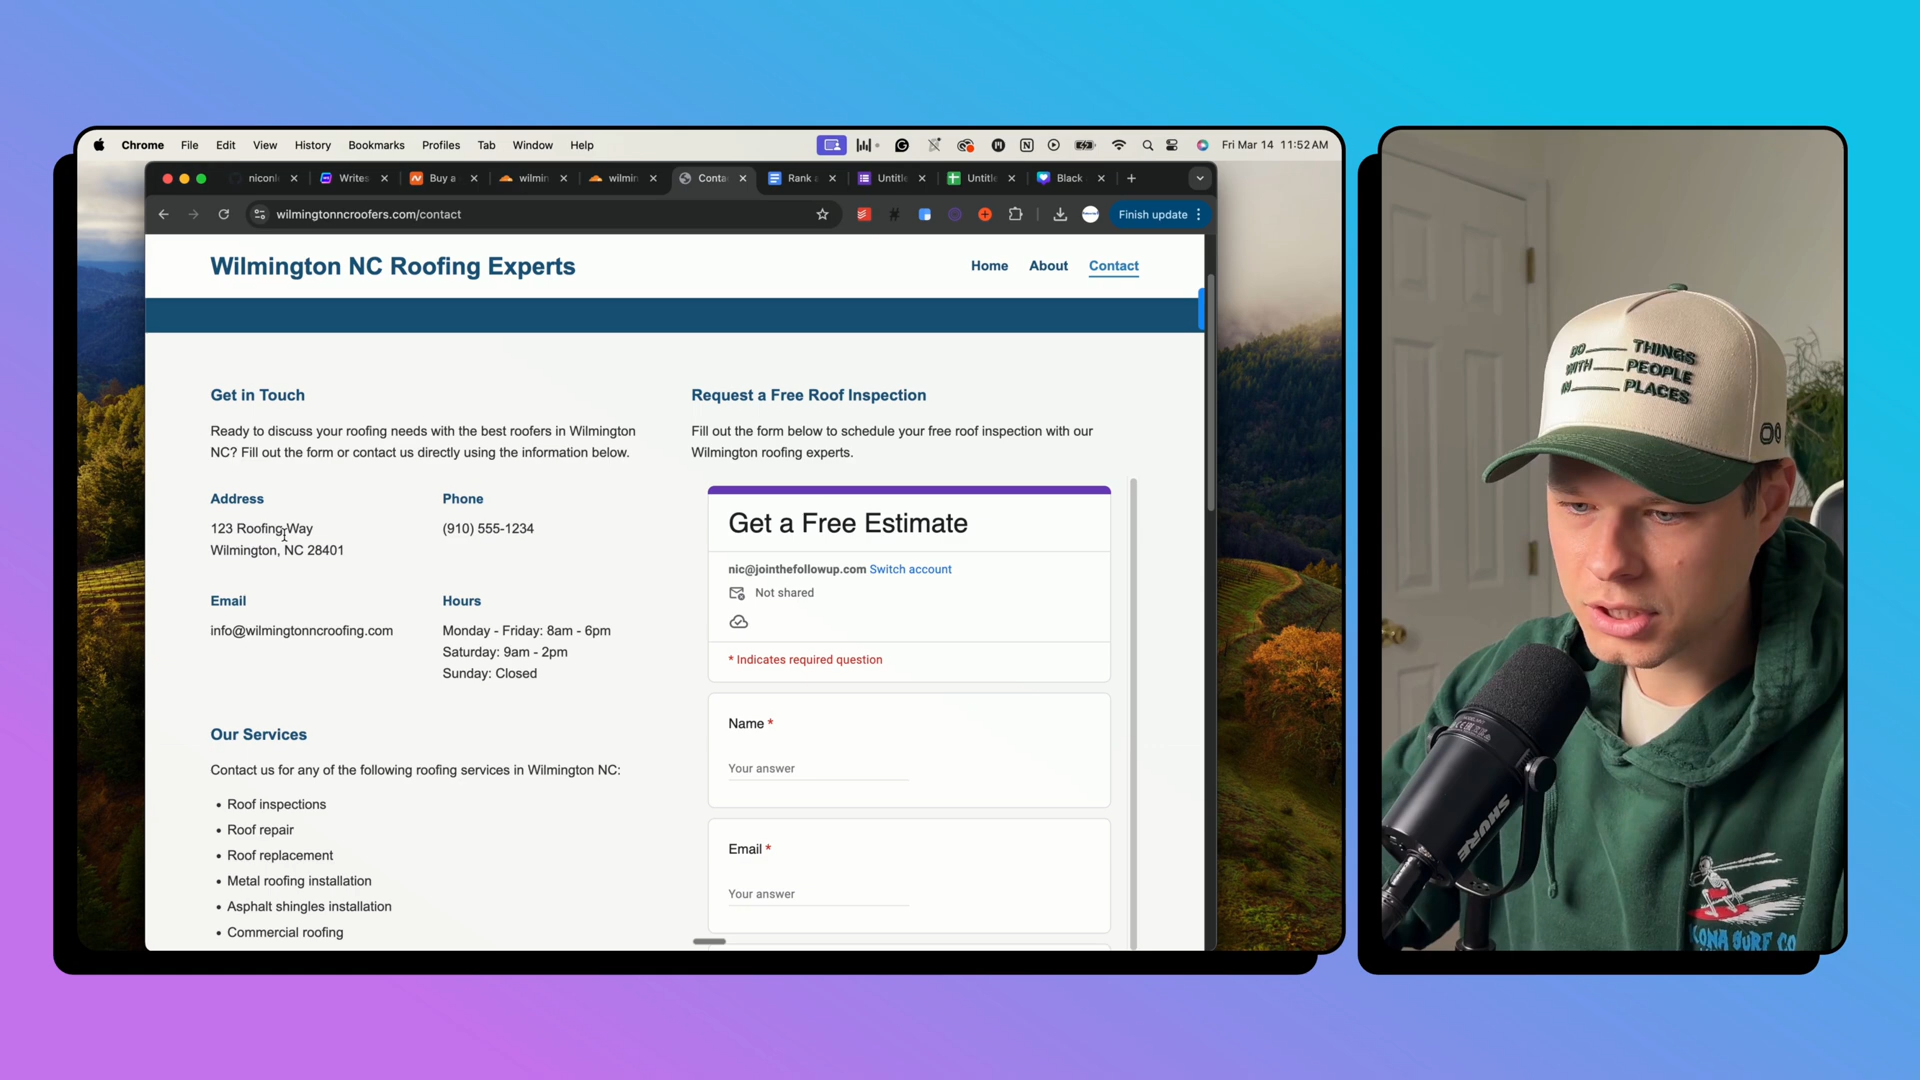 Chrome File Edit View History Bookmarks Profiles Tab Window Help
Fri Mar 14 11:52 AM
niconi Writes Buy a wilmin wilmin Conta Rank a Untitle Untitle Black
wilmingtonncroofers.com/contact
Finish update
Wilmington NC Roofing Experts
Home About Contact
Get in Touch
Ready to discuss your roofing needs with the best roofers in Wilmington
NC? Fill out the form or contact us directly using the information below.
Address
123 Roofing Way
Wilmington, NC 28401
Phone
(910) 555-1234
Email
info@wilmingtonncroofing.com
Hours
Monday - Friday: 8am - 6pm
Saturday: 9am - 2pm
Sunday: Closed
Our Services
Contact us for any of the following roofing services in Wilmington NC:
• Roof inspections
• Roof repair
• Roof replacement
• Metal roofing installation
• Asphalt shingles installation
• Commercial roofing
Request a Free Roof Inspection
Fill out the form below to schedule your free roof inspection with our
Wilmington roofing experts.
Get a Free Estimate
nic@jointhefollowup.com Switch account
Not shared
* Indicates required question
Name *
Your answer
Email *
Your answer
DO THINGS
WITH PEOPLE
IN PLACES
SHURE
KONA SURF CO